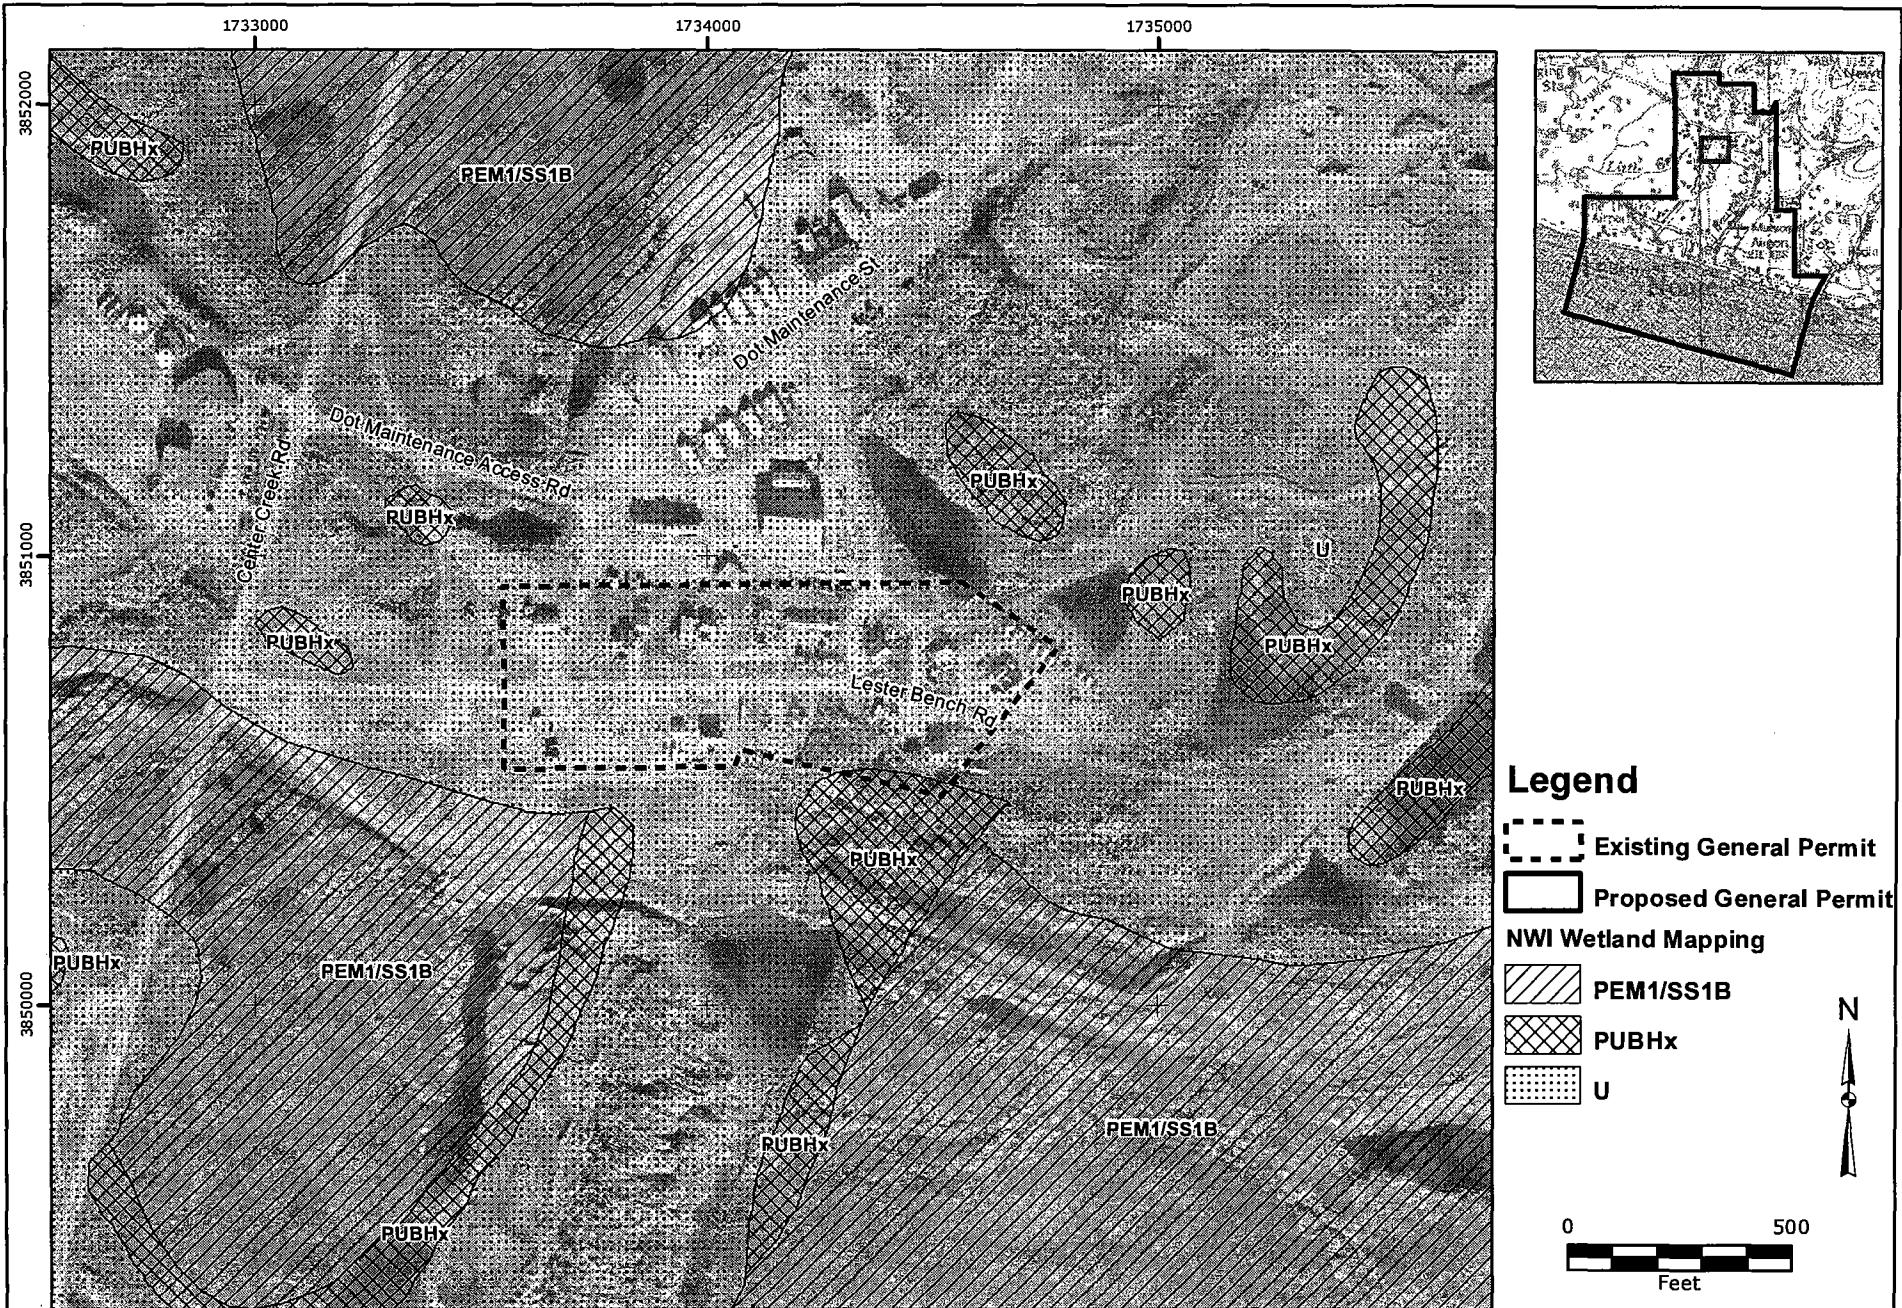 1733000 1734000 1735000
3852000
3851000
3850000
PUBHx
PEM1/SS1B
Dot Maintenance St
Dot Maintenance Access Rd
Center Creek Rd
PUBHx
PUBHx
U
PUBHx
PUBHx
PUBHx
Lester Bench Rd
PUBHx
PUBHx
PUBHx
PEM1/SS1B
PEM1/SS1B
PUBHx
PUBHx
Legend
Existing General Permit
Proposed General Permit
NWI Wetland Mapping
PEM1/SS1B
PUBHx
U
N
0 500
Feet